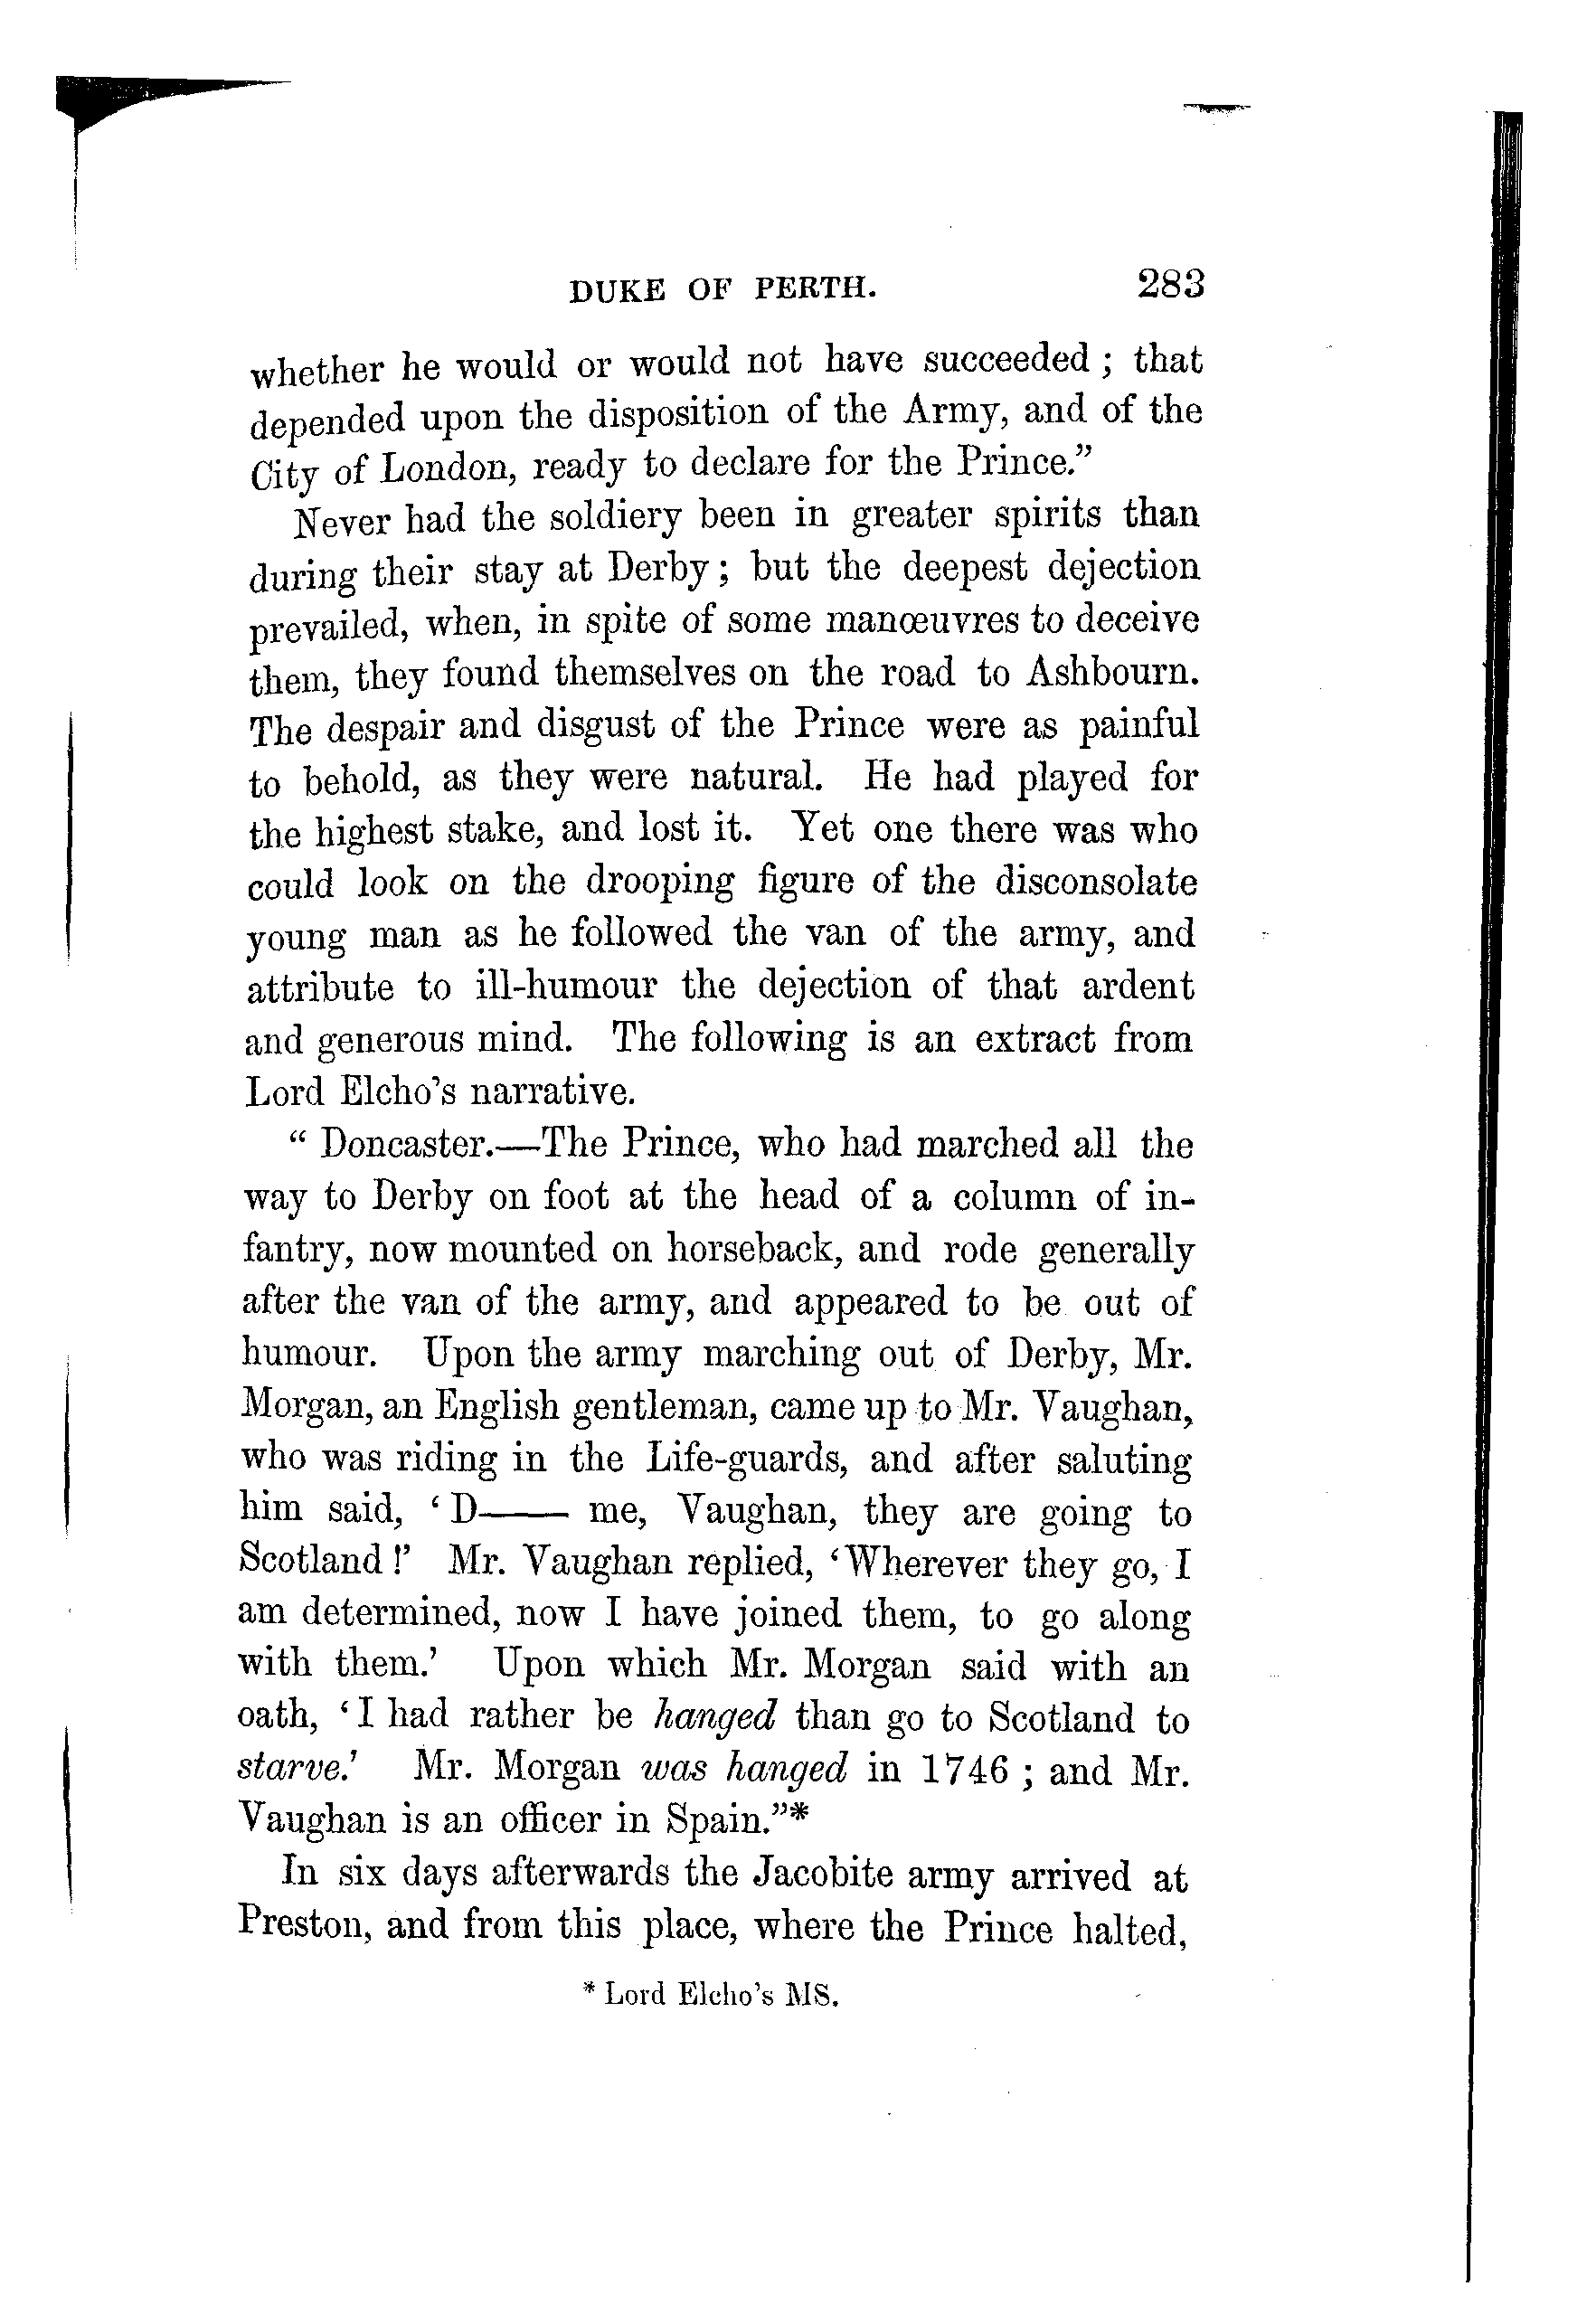 DUKE OF PERTH. 283
whether he would or would not have succeeded ; that
depended upon the disposition of the Army, and of the
City of London, ready to declare for the Prince.”
Never had the soldiery been in greater spirits than
during their stay at Derby ; but the deepest dejection
prevailed, when, in spite of some manœuvres to deceive
them, they found themselves on the road to Ashbourn.
The despair and disgust of the Prince were as painful
to behold, as they were natural. He had played for
the highest stake, and lost it. Yet one there was who
could look on the drooping figure of the disconsolate
young man as he followed the van of the army, and
attribute to ill-humour the dejection of that ardent
and generous mind. The following is an extract from
Lord Elcho’s narrative.
“ Doncaster.—The Prince, who had marched all the
way to Derby on foot at the head of a column of in-
fantry, now mounted on horseback, and rode generally
after the van of the army, and appeared to be out of
humour. Upon the army marching out of Derby, Mr.
Morgan, an English gentleman, came up to Mr. Vaughan,
who was riding in the Life-guards, and after saluting
him said, ‘ D—— me, Vaughan, they are going to
Scotland !’ Mr. Vaughan replied, ‘Wherever they go, I
am determined, now I have joined them, to go along
with them.’ Upon which Mr. Morgan said with an
oath, ‘I had rather be hanged than go to Scotland to
starve.’ Mr. Morgan was hanged in 1746 ; and Mr.
Vaughan is an officer in Spain.”*
In six days afterwards the Jacobite army arrived at
Preston, and from this place, where the Prince halted,
* Lord Elcho’s MS.